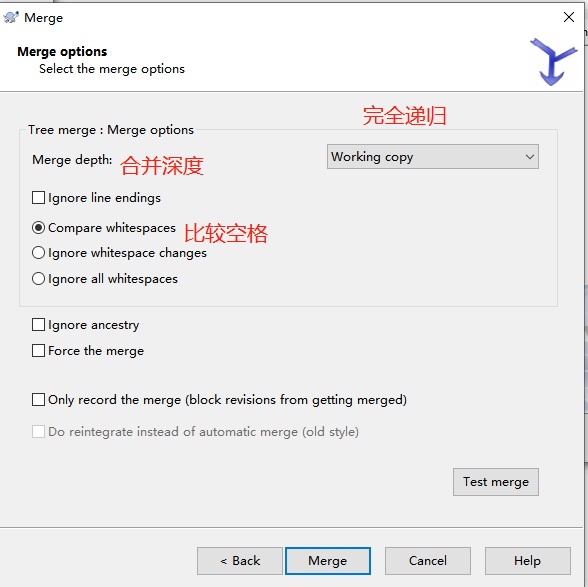 Merge
Merge options
Select the merge options
完全递归
Tree merge : Merge options
Merge depth: 合并深度
Working copy
Ignore line endings
Compare whitespaces 比较空格
Ignore whitespace changes
Ignore all whitespaces
Ignore ancestry
Force the merge
Only record the merge (block revisions from getting merged)
Do reintegrate instead of automatic merge (old style)
Test merge
< Back Merge Cancel Help